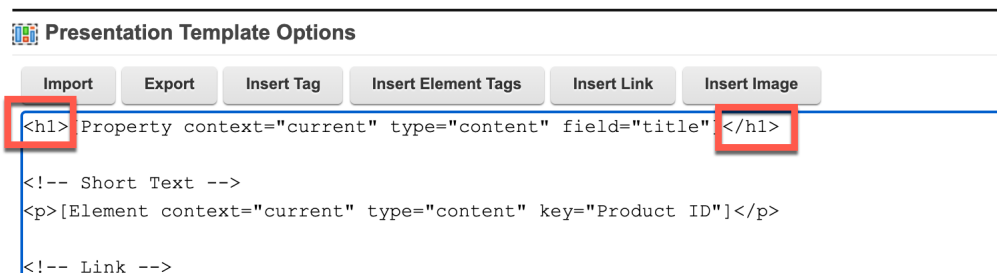 Presentation Template Options
Import Export Insert Tag Insert Element Tags Insert Link Insert Image
<h1>[Property context="current" type="content" field="title"]</h1>
<!-- Short Text -->
<p>[Element context="current" type="content" key="Product ID"]</p>
<!-- Link -->